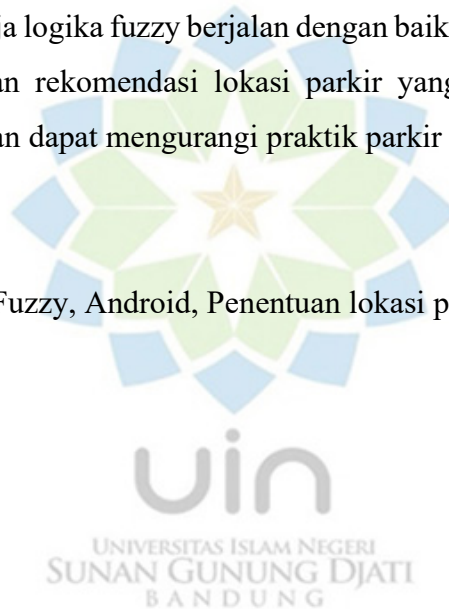 ja logika fuzzy berjalan dengan baik
an rekomendasi lokasi parkir yang
an dapat mengurangi praktik parkir
Fuzzy, Android, Penentuan lokasi p
uin
UNIVERSITAS ISLAM NEGERI
SUNAN GUNUNG DJATI
BANDUNG